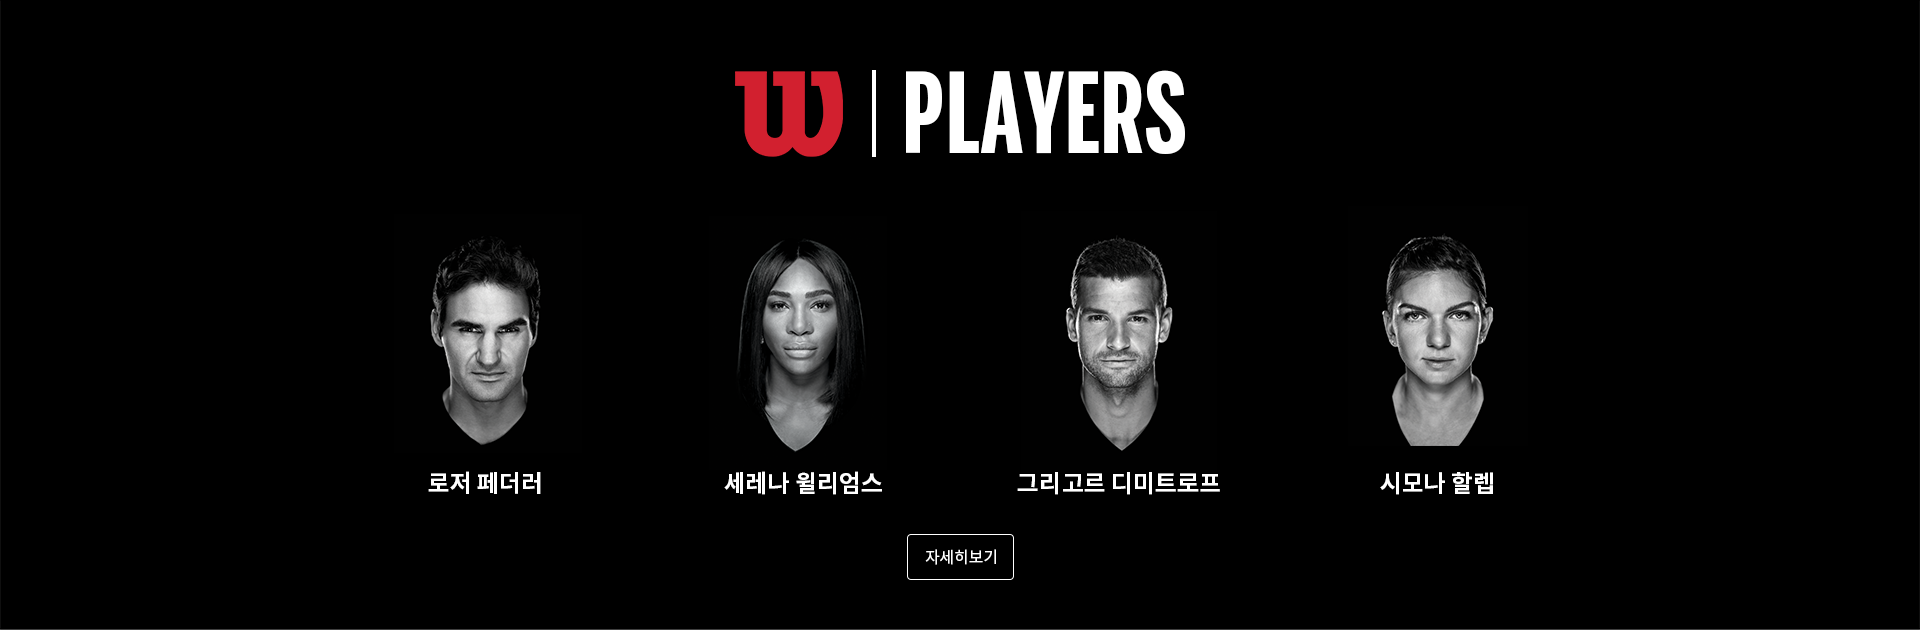 W | PLAYERS
로저 페더러
세레나 윌리엄스
그리고르 디미트로프
시모나 할렙
자세히보기